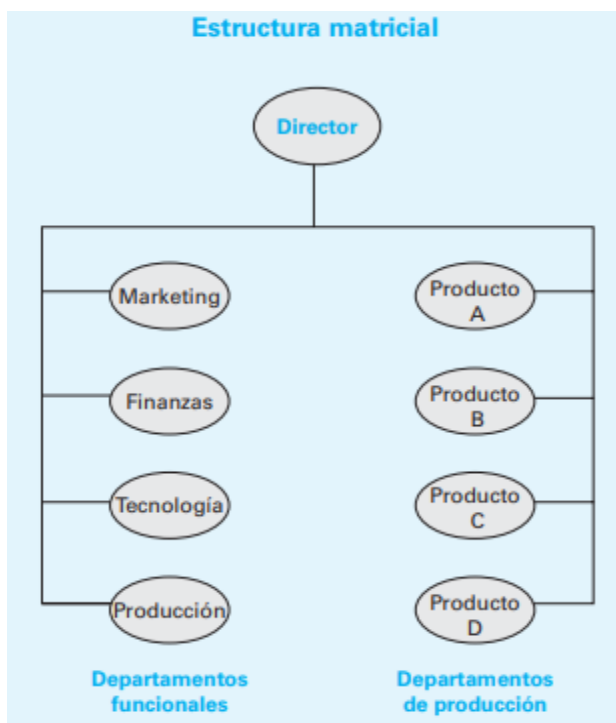 Estructura matricial
Director
Marketing
Producto
A
Finanzas
Producto
B
Tecnología
Producto
C
Producción
Producto
D
Departamentos
funcionales
Departamentos
de producción